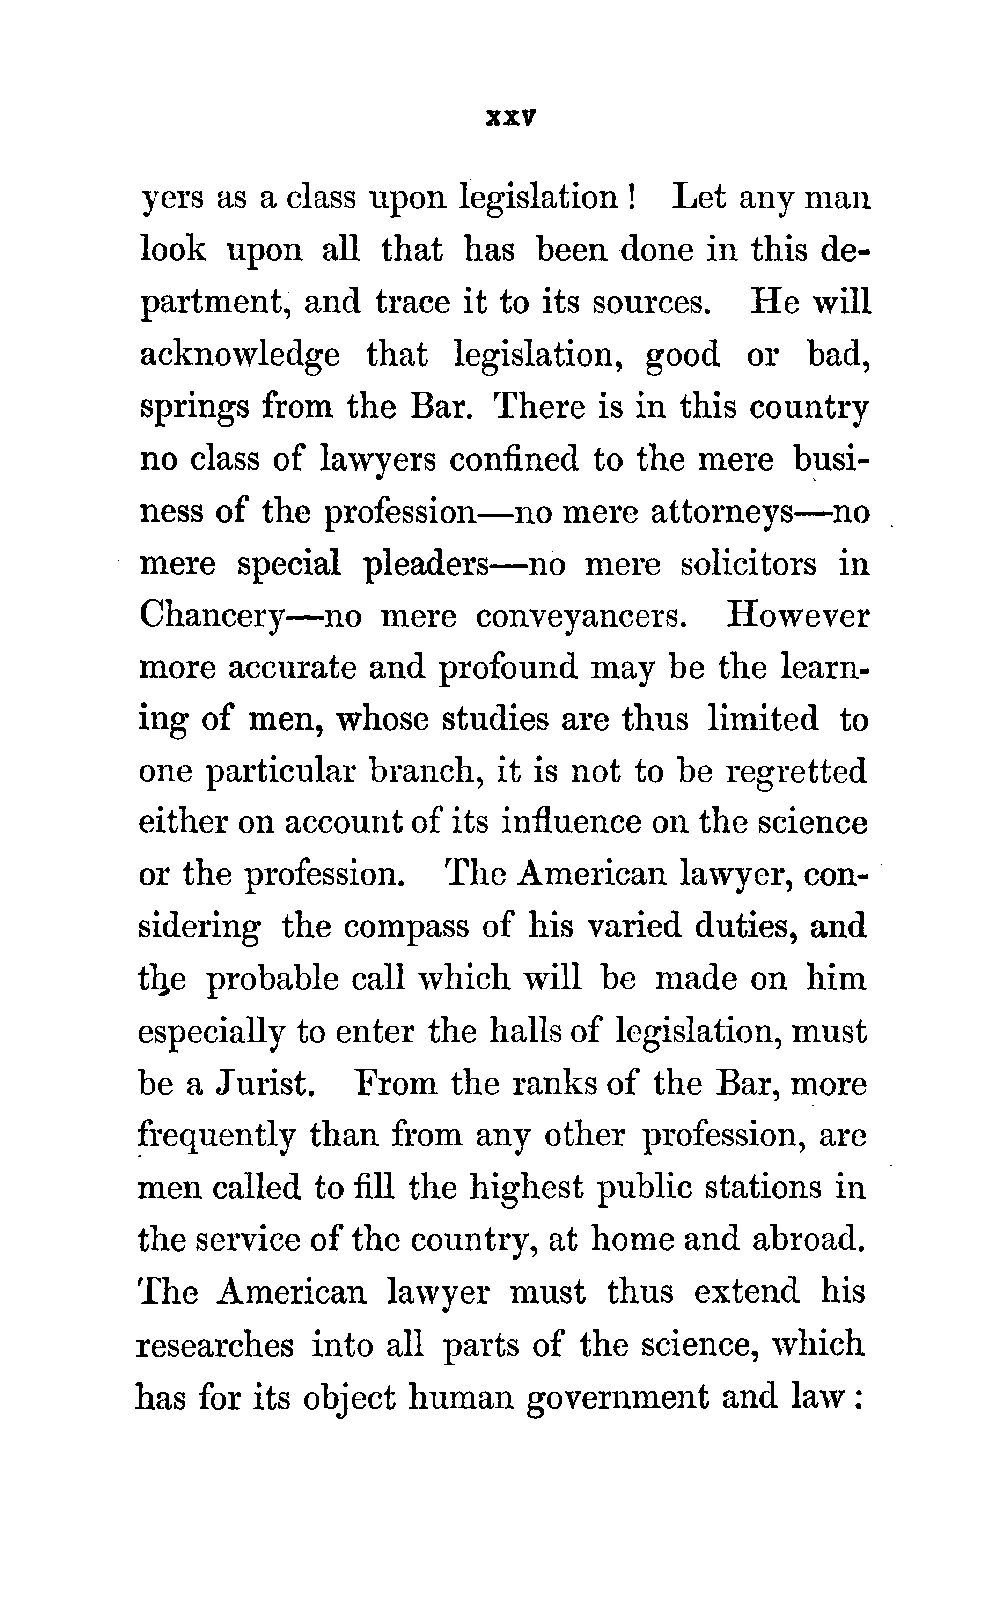 xxv
yers as a class upon legislation ! Let any man
look upon all that has been done in this de-
partment, and trace it to its sources. He will
acknowledge that legislation, good or bad,
springs from the Bar. There is in this country
no class of lawyers confined to the mere busi-
ness of the profession—no mere attorneys—no
mere special pleaders—no mere solicitors in
Chancery—no mere conveyancers. However
more accurate and profound may be the learn-
ing of men, whose studies are thus limited to
one particular branch, it is not to be regretted
either on account of its influence on the science
or the profession. The American lawyer, con-
sidering the compass of his varied duties, and
the probable call which will be made on him
especially to enter the halls of legislation, must
be a Jurist. From the ranks of the Bar, more
frequently than from any other profession, are
men called to fill the highest public stations in
the service of the country, at home and abroad.
The American lawyer must thus extend his
researches into all parts of the science, which
has for its object human government and law :